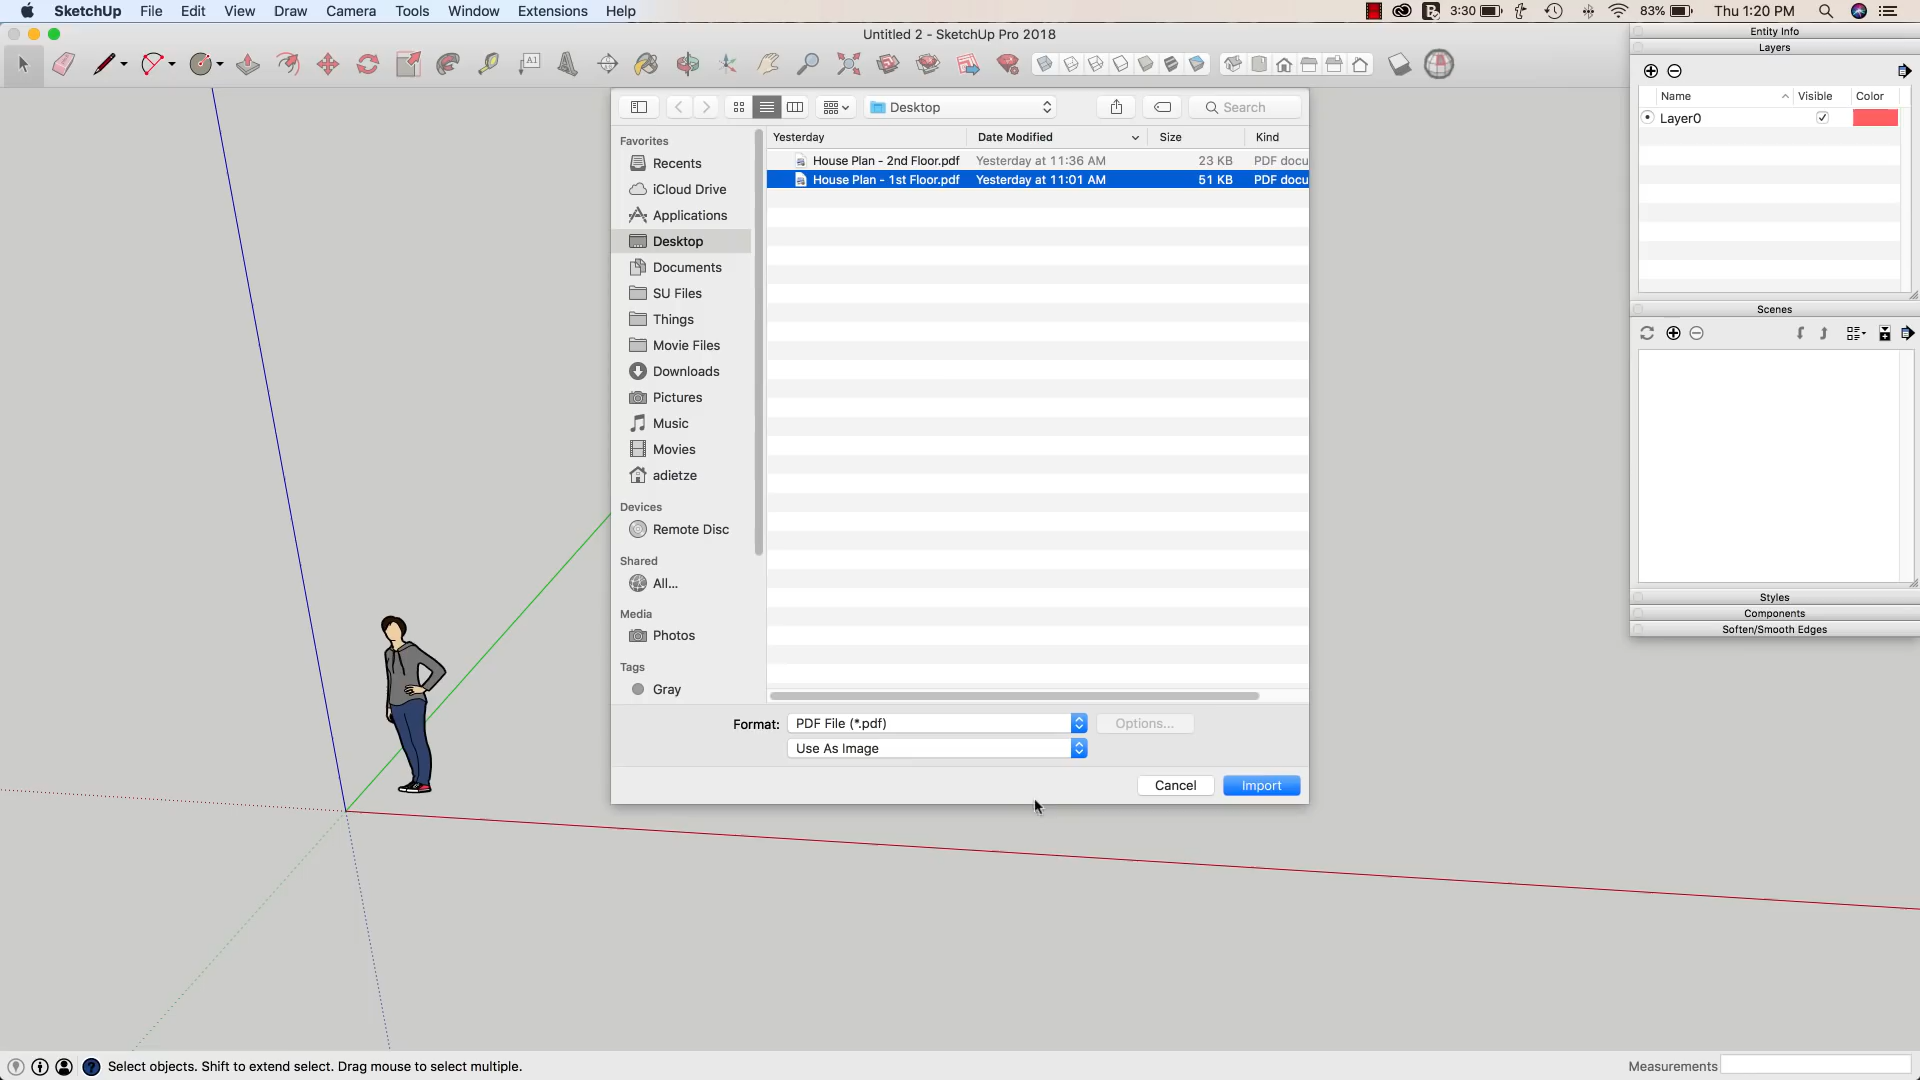 SketchUp File Edit View Draw Camera Tools Window Extensions Help 3:30 83% Thu 1:20 PM
Untitled 2 - SketchUp Pro 2018
Entity Info
Layers
Name Visible Color
Layer0
Scenes
Styles
Components
Soften/Smooth Edges
Desktop Search
Favorites
Recents
iCloud Drive
Applications
Desktop
Documents
SU Files
Things
Movie Files
Downloads
Pictures
Music
Movies
adietze
Devices
Remote Disc
Shared
All...
Media
Photos
Tags
Gray
Yesterday Date Modified Size Kind
House Plan - 2nd Floor.pdf Yesterday at 11:36 AM 23 KB PDF docu
House Plan - 1st Floor.pdf Yesterday at 11:01 AM 51 KB PDF docu
Format: PDF File (*.pdf) Options...
Use As Image
Cancel Import
Select objects. Shift to extend select. Drag mouse to select multiple.
Measurements